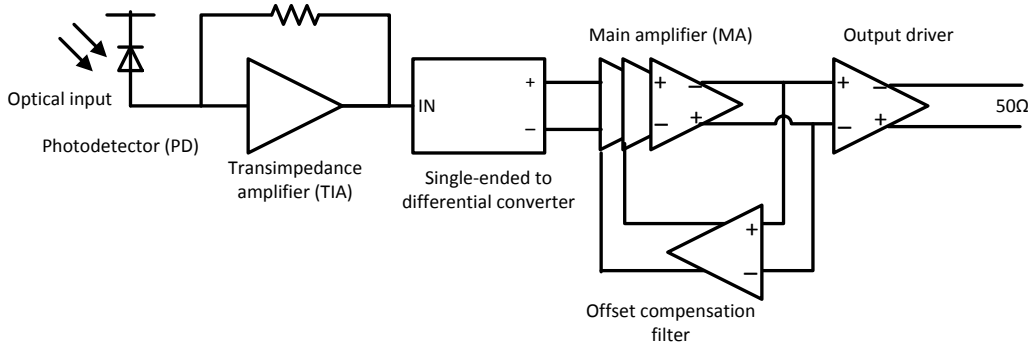 Optical input
Photodetector (PD)
Transimpedance
amplifier (TIA)
IN
+
−
Single-ended to
differential converter
Main amplifier (MA)
+
−
−
+
Output driver
+
−
−
+
50Ω
+
−
Offset compensation
filter